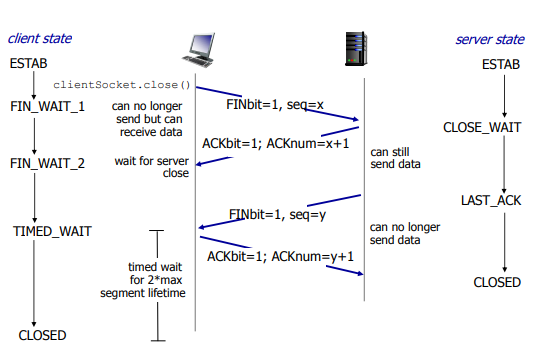 client state
server state
ESTAB
ESTAB
clientSocket.close()
FIN_WAIT_1
can no longer
send but can
receive data
FINbit=1, seq=x
CLOSE_WAIT
ACKbit=1; ACKnum=x+1
FIN_WAIT_2
wait for server
close
can still
send data
LAST_ACK
FINbit=1, seq=y
TIMED_WAIT
can no longer
send data
ACKbit=1; ACKnum=y+1
timed wait
for 2*max
segment lifetime
CLOSED
CLOSED